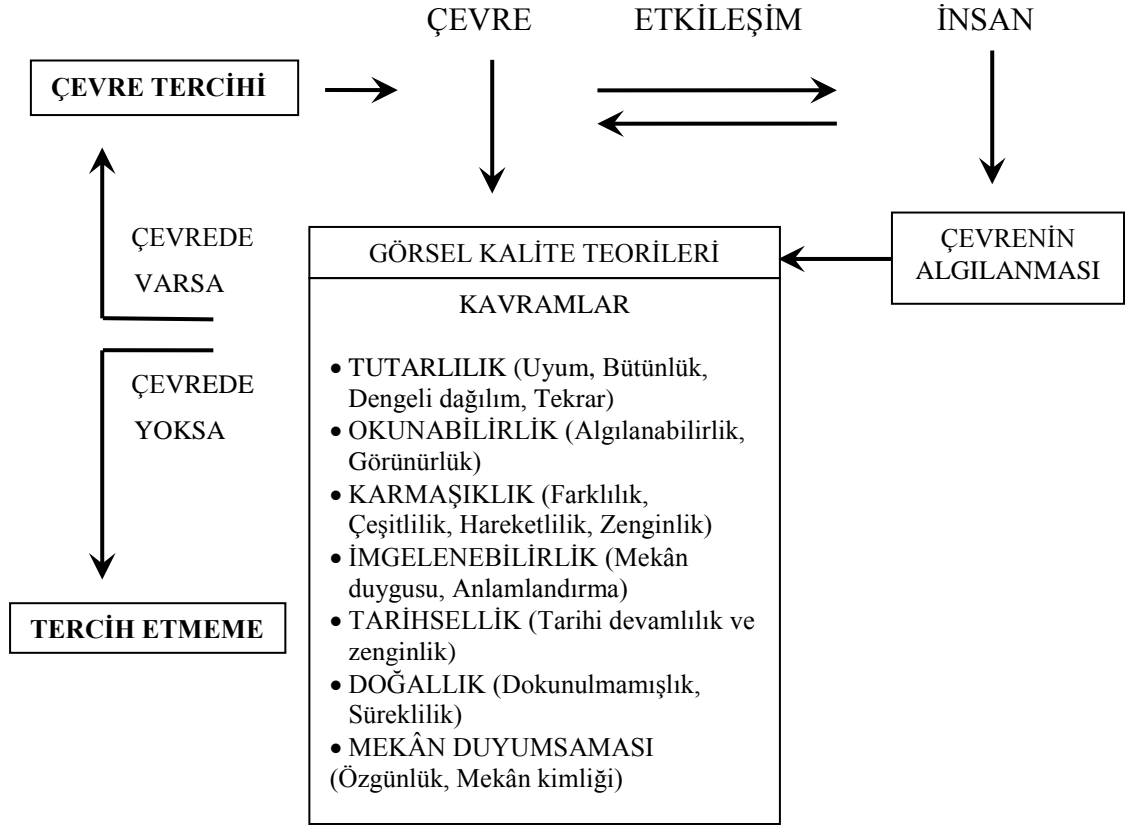 ÇEVRE ETKİLEŞİM İNSAN
ÇEVRE TERCİHİ
ÇEVREDE
VARSA
ÇEVREDE
YOKSA
TERCİH ETMEME
GÖRSEL KALİTE TEORİLERİ
KAVRAMLAR
• TUTARLILIK (Uyum, Bütünlük,
Dengeli dağılım, Tekrar)
• OKUNABİLİRLİK (Algılanabilirlik,
Görünürlük)
• KARMAŞIKLIK (Farklılık,
Çeşitlilik, Hareketlilik, Zenginlik)
• İMGELENEBİLİRLİK (Mekân
duygusu, Anlamlandırma)
• TARİHSELLİK (Tarihi devamlılık ve
zenginlik)
• DOĞALLIK (Dokunulmamışlık,
Süreklilik)
• MEKÂN DUYUMSAMASI
(Özgünlük, Mekân kimliği)
ÇEVRENİN
ALGILANMASI